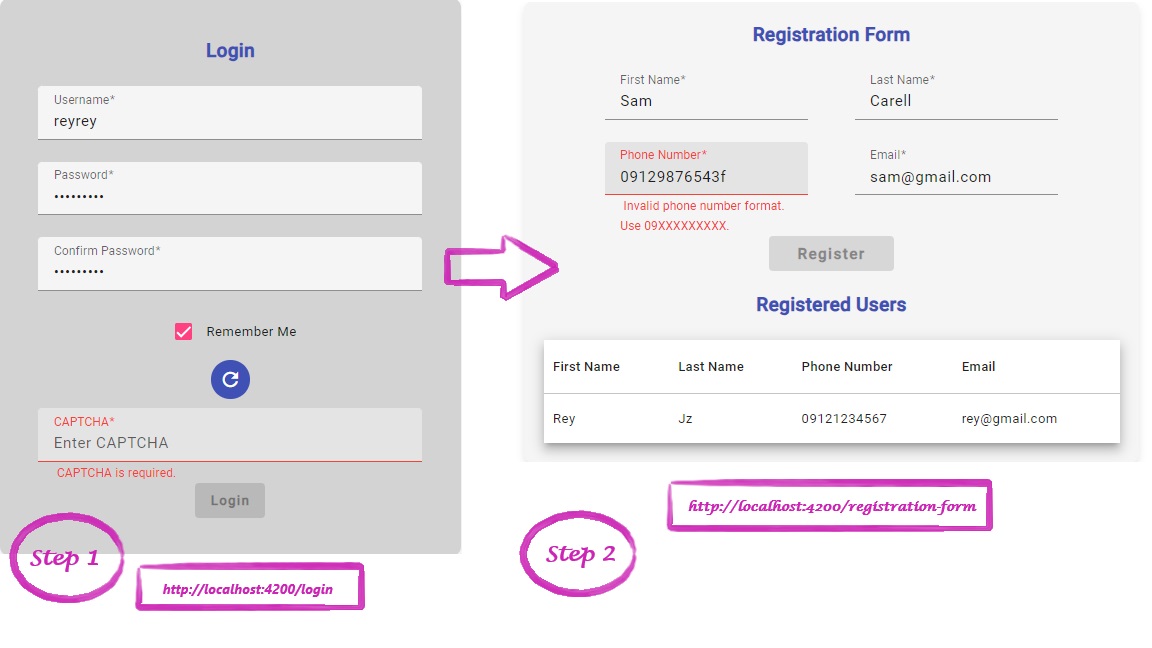 Login
Username*
reyrey
Password*
•••••••••
Confirm Password*
•••••••••
Remember Me
CAPTCHA*
Enter CAPTCHA
CAPTCHA is required.
Login
Step 1
http://localhost:4200/login
Registration Form
First Name*
Sam
Last Name*
Carell
Phone Number*
09129876543f
Invalid phone number format.
Use 09XXXXXXXXX.
Email*
sam@gmail.com
Register
Registered Users
First Name Last Name Phone Number Email
Rey Jz 09121234567 rey@gmail.com
http://localhost:4200/registration-form
Step 2